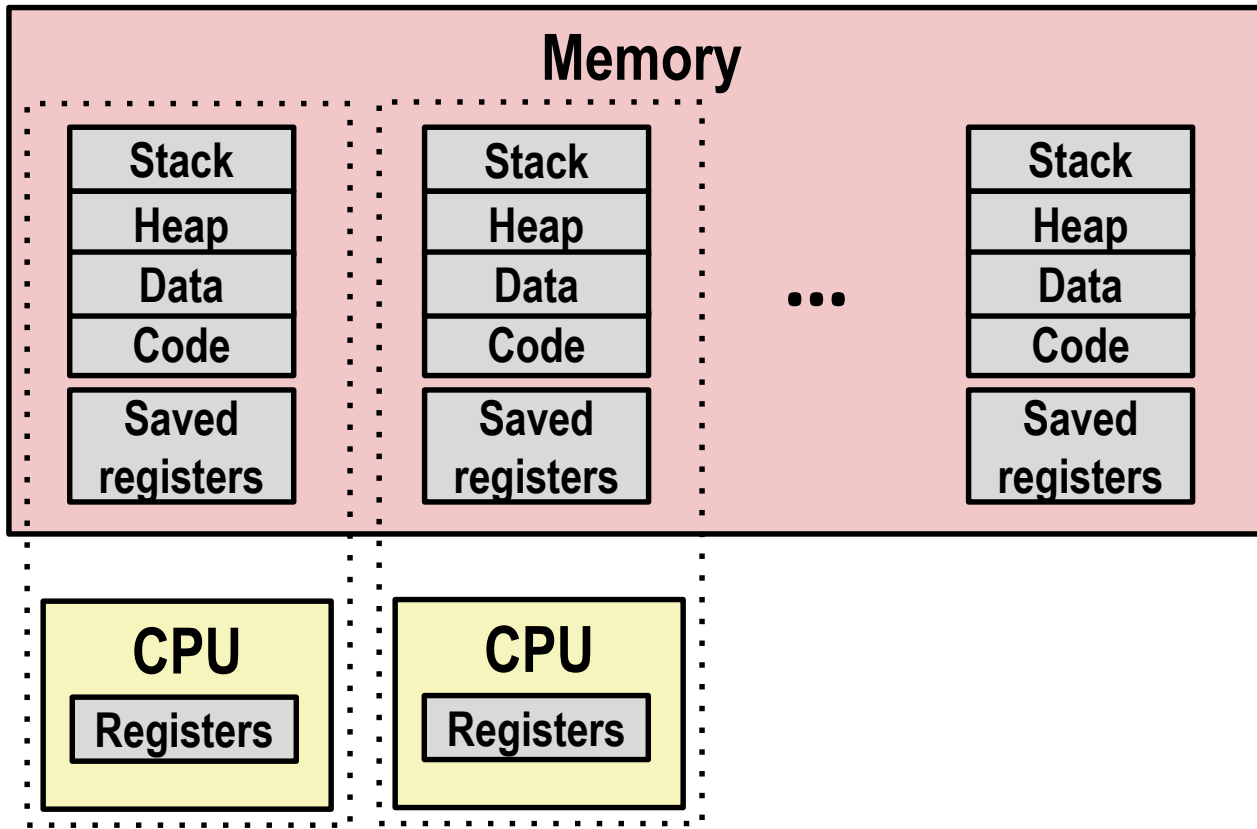 Memory
Stack
Heap
Data
Code
Saved
registers
Stack
Heap
Data
Code
Saved
registers
...
Stack
Heap
Data
Code
Saved
registers
CPU
Registers
CPU
Registers